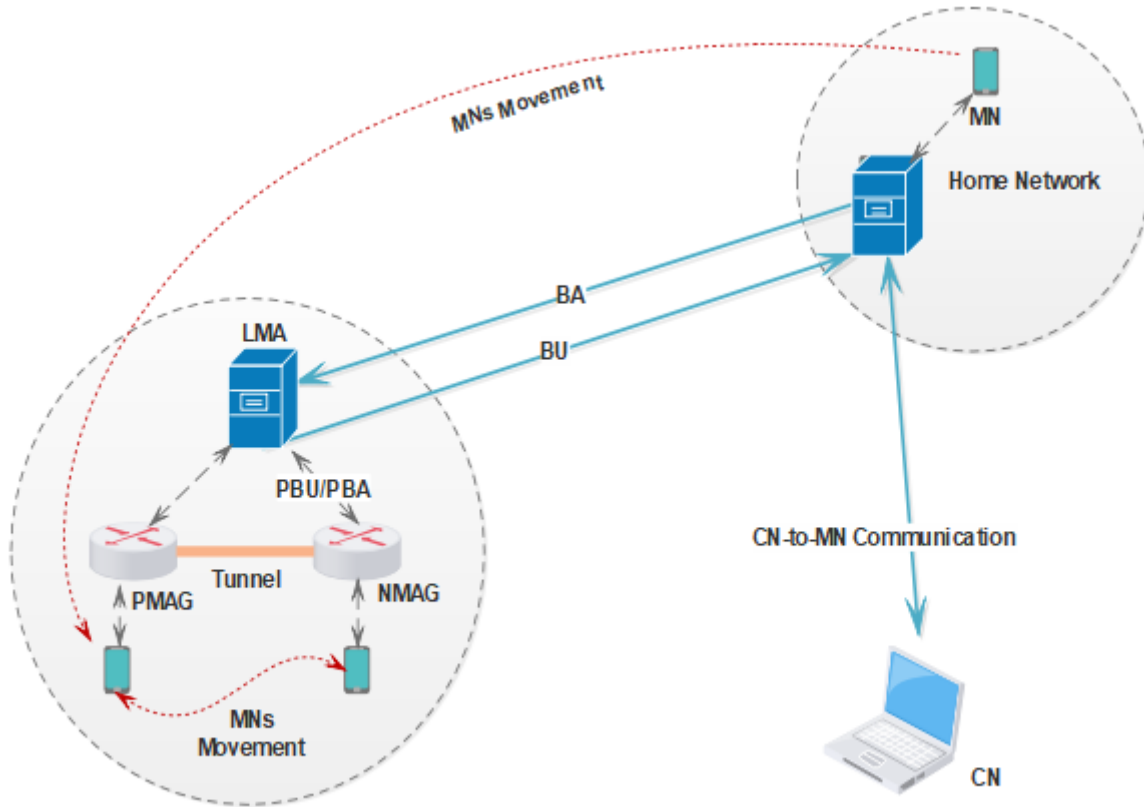 MNs Movement
MN
Home Network
BA
LMA
BU
PBU/PBA
CN-to-MN Communication
Tunnel
PMAG
NMAG
MNs
Movement
CN